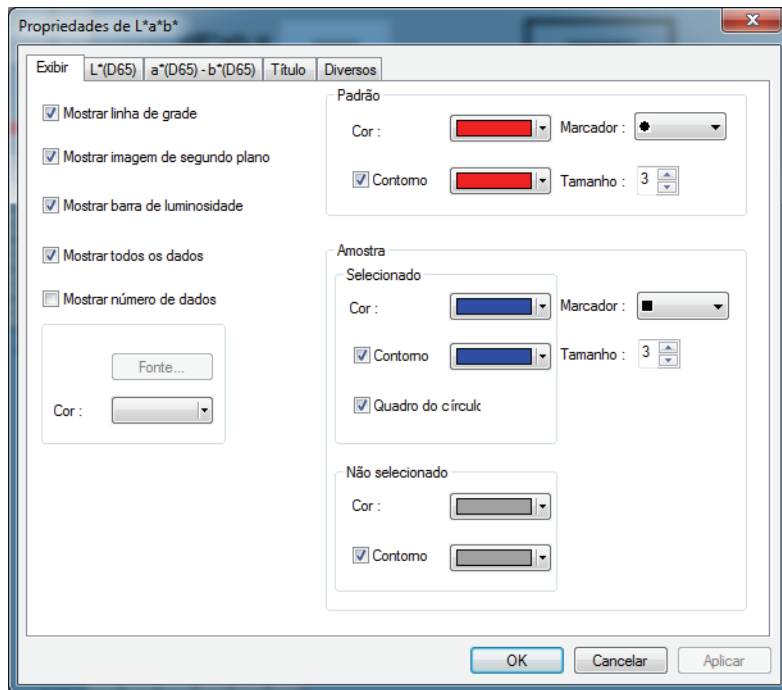 Propriedades de L*a*b*
Exibir L*(D65) a*(D65) - b*(D65) Título Diversos
Mostrar linha de grade
Mostrar imagem de segundo plano
Mostrar barra de luminosidade
Mostrar todos os dados
Mostrar número de dados
Fonte...
Cor :
Padrão
Cor : Marcador :
Contorno Tamanho : 3
Amostra
Selecionado
Cor : Marcador :
Contorno Tamanho : 3
Quadro do círculo
Não selecionado
Cor :
Contorno
OK Cancelar Aplicar